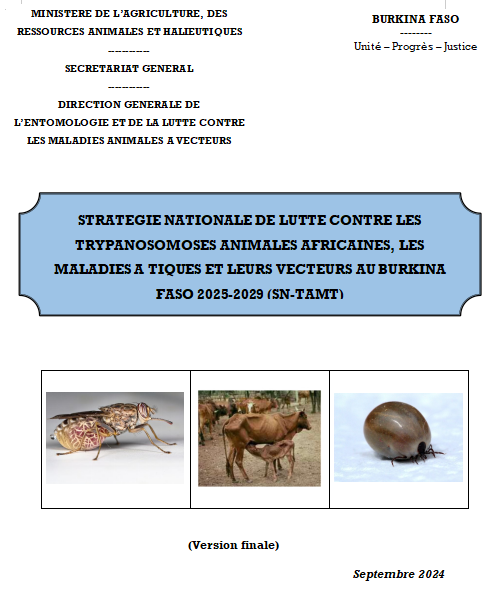 MINISTERE DE L'AGRICULTURE, DES
RESSOURCES ANIMALES ET HALIEUTIQUES
------------
SECRETARIAT GENERAL
------------
DIRECTION GENERALE DE
L'ENTOMOLOGIE ET DE LA LUTTE CONTRE
LES MALADIES ANIMALES A VECTEURS
BURKINA FASO
--------
Unité – Progrès – Justice
STRATEGIE NATIONALE DE LUTTE CONTRE LES
TRYPANOSOMOSES ANIMALES AFRICAINES, LES
MALADIES A TIQUES ET LEURS VECTEURS AU BURKINA
FASO 2025-2029 (SN-TAMT)
(Version finale)
Septembre 2024